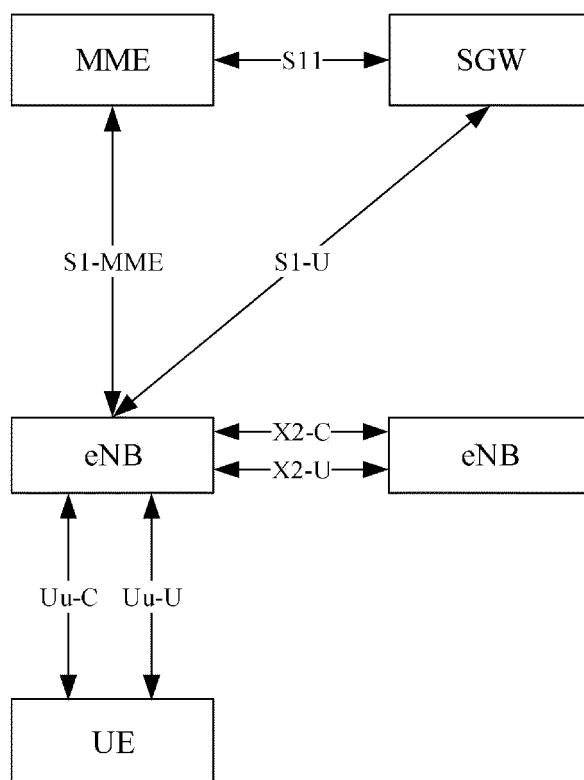 MME
S11
SGW
S1-MME
S1-U
eNB
X2-C
X2-U
eNB
Uu-C
Uu-U
UE